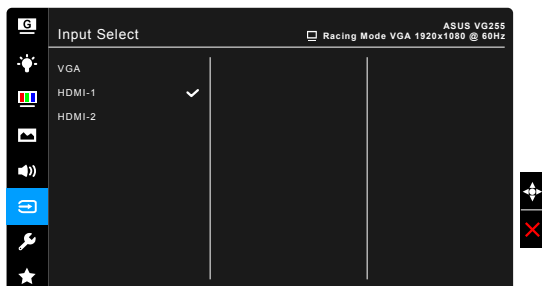 G
ASUS VG255
Input Select
Racing Mode VGA 1920x1080 @ 60Hz
VGA
HDMI-1
HDMI-2